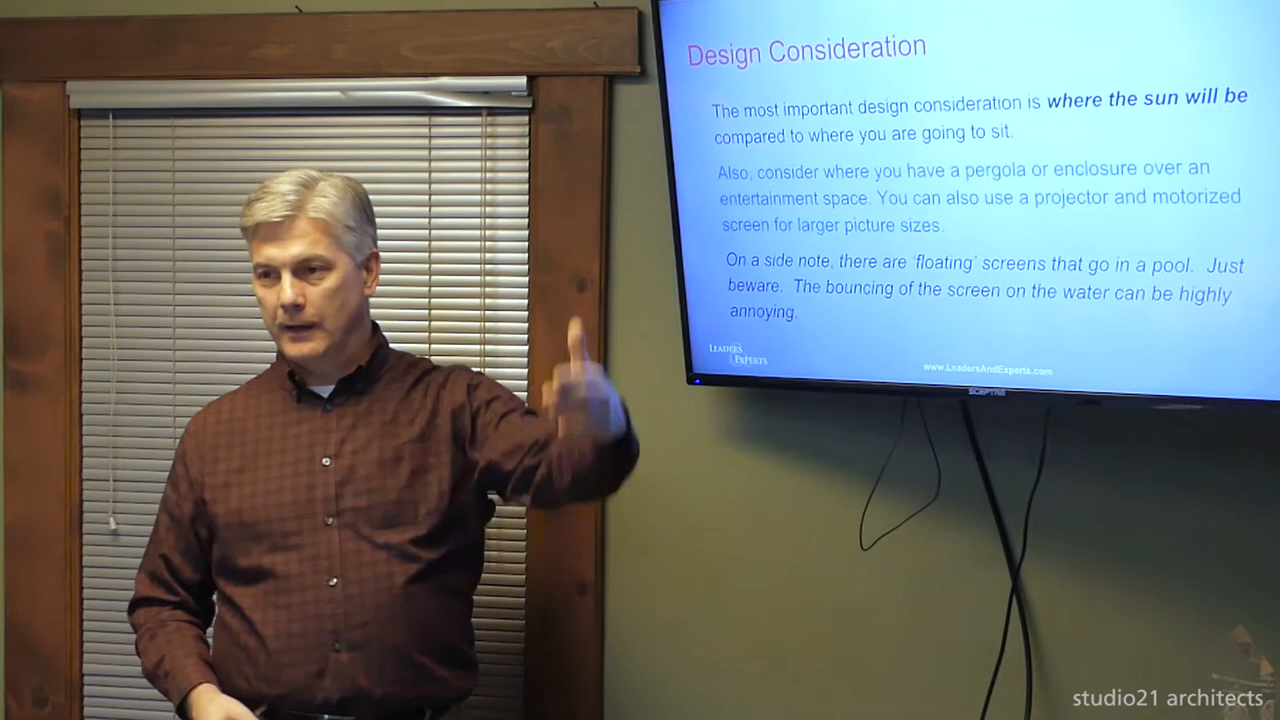 Design Consideration
The most important design consideration is where the sun will be
compared to where you are going to sit.
Also, consider where you have a pergola or enclosure over an
entertainment space. You can also use a projector and motorized
screen for larger picture sizes.
On a side note, there are 'floating' screens that go in a pool. Just
beware. The bouncing of the screen on the water can be highly
annoying.
LEADERS
EXPERTS
www.LeadersAndExperts.com
SCEPTRE
studio21 architects